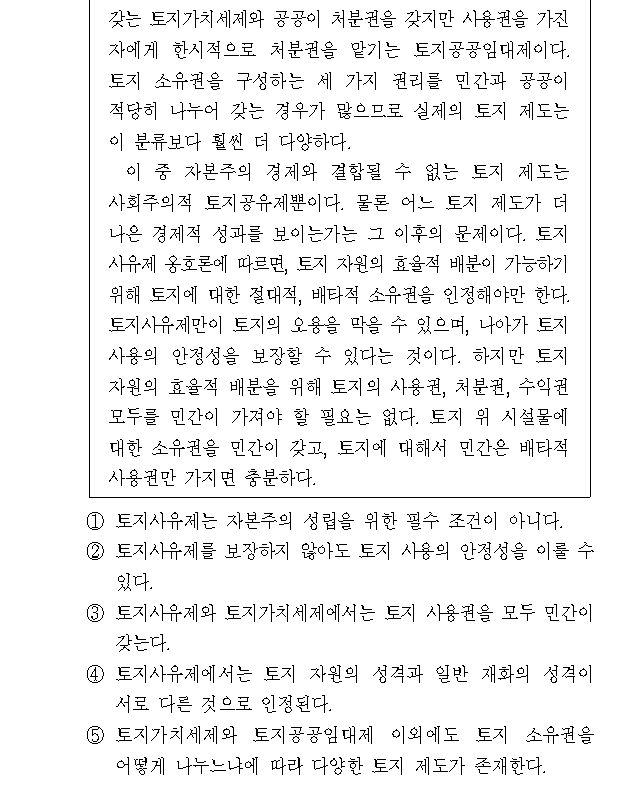 갖는 토지가치세제와 공공이 처분권을 갖지만 사용권을 가진
자에게 한시적으로 처분권을 맡기는 토지공공임대제이다.
토지 소유권을 구성하는 세 가지 권리를 민간과 공공이
적당히 나누어 갖는 경우가 많으므로 실제의 토지 제도는
이 분류보다 훨씬 더 다양하다.
이 중 자본주의 경제와 결합될 수 없는 토지 제도는
사회주의적 토지공유제뿐이다. 물론 어느 토지 제도가 더
나은 경제적 성과를 보이는가는 그 이후의 문제이다. 토지
사유제 옹호론에 따르면, 토지 자원의 효율적 배분이 가능하기
위해 토지에 대한 절대적, 배타적 소유권을 인정해야만 한다.
토지사유제만이 토지의 오용을 막을 수 있으며, 나아가 토지
사용의 안정성을 보장할 수 있다는 것이다. 하지만 토지
자원의 효율적 배분을 위해 토지의 사용권, 처분권, 수익권
모두를 민간이 가져야 할 필요는 없다. 토지 위 시설물에
대한 소유권을 민간이 갖고, 토지에 대해서 민간은 배타적
사용권만 가지면 충분하다.
① 토지사유제는 자본주의 성립을 위한 필수 조건이 아니다.
② 토지사유제를 보장하지 않아도 토지 사용의 안정성을 이룰 수
있다.
③ 토지사유제와 토지가치세제에서는 토지 사용권을 모두 민간이
갖는다.
④ 토지사유제에서는 토지 자원의 성격과 일반 재화의 성격이
서로 다른 것으로 인정된다.
⑤ 토지가치세제와 토지공공임대제 이외에도 토지 소유권을
어떻게 나누느냐에 따라 다양한 토지 제도가 존재한다.